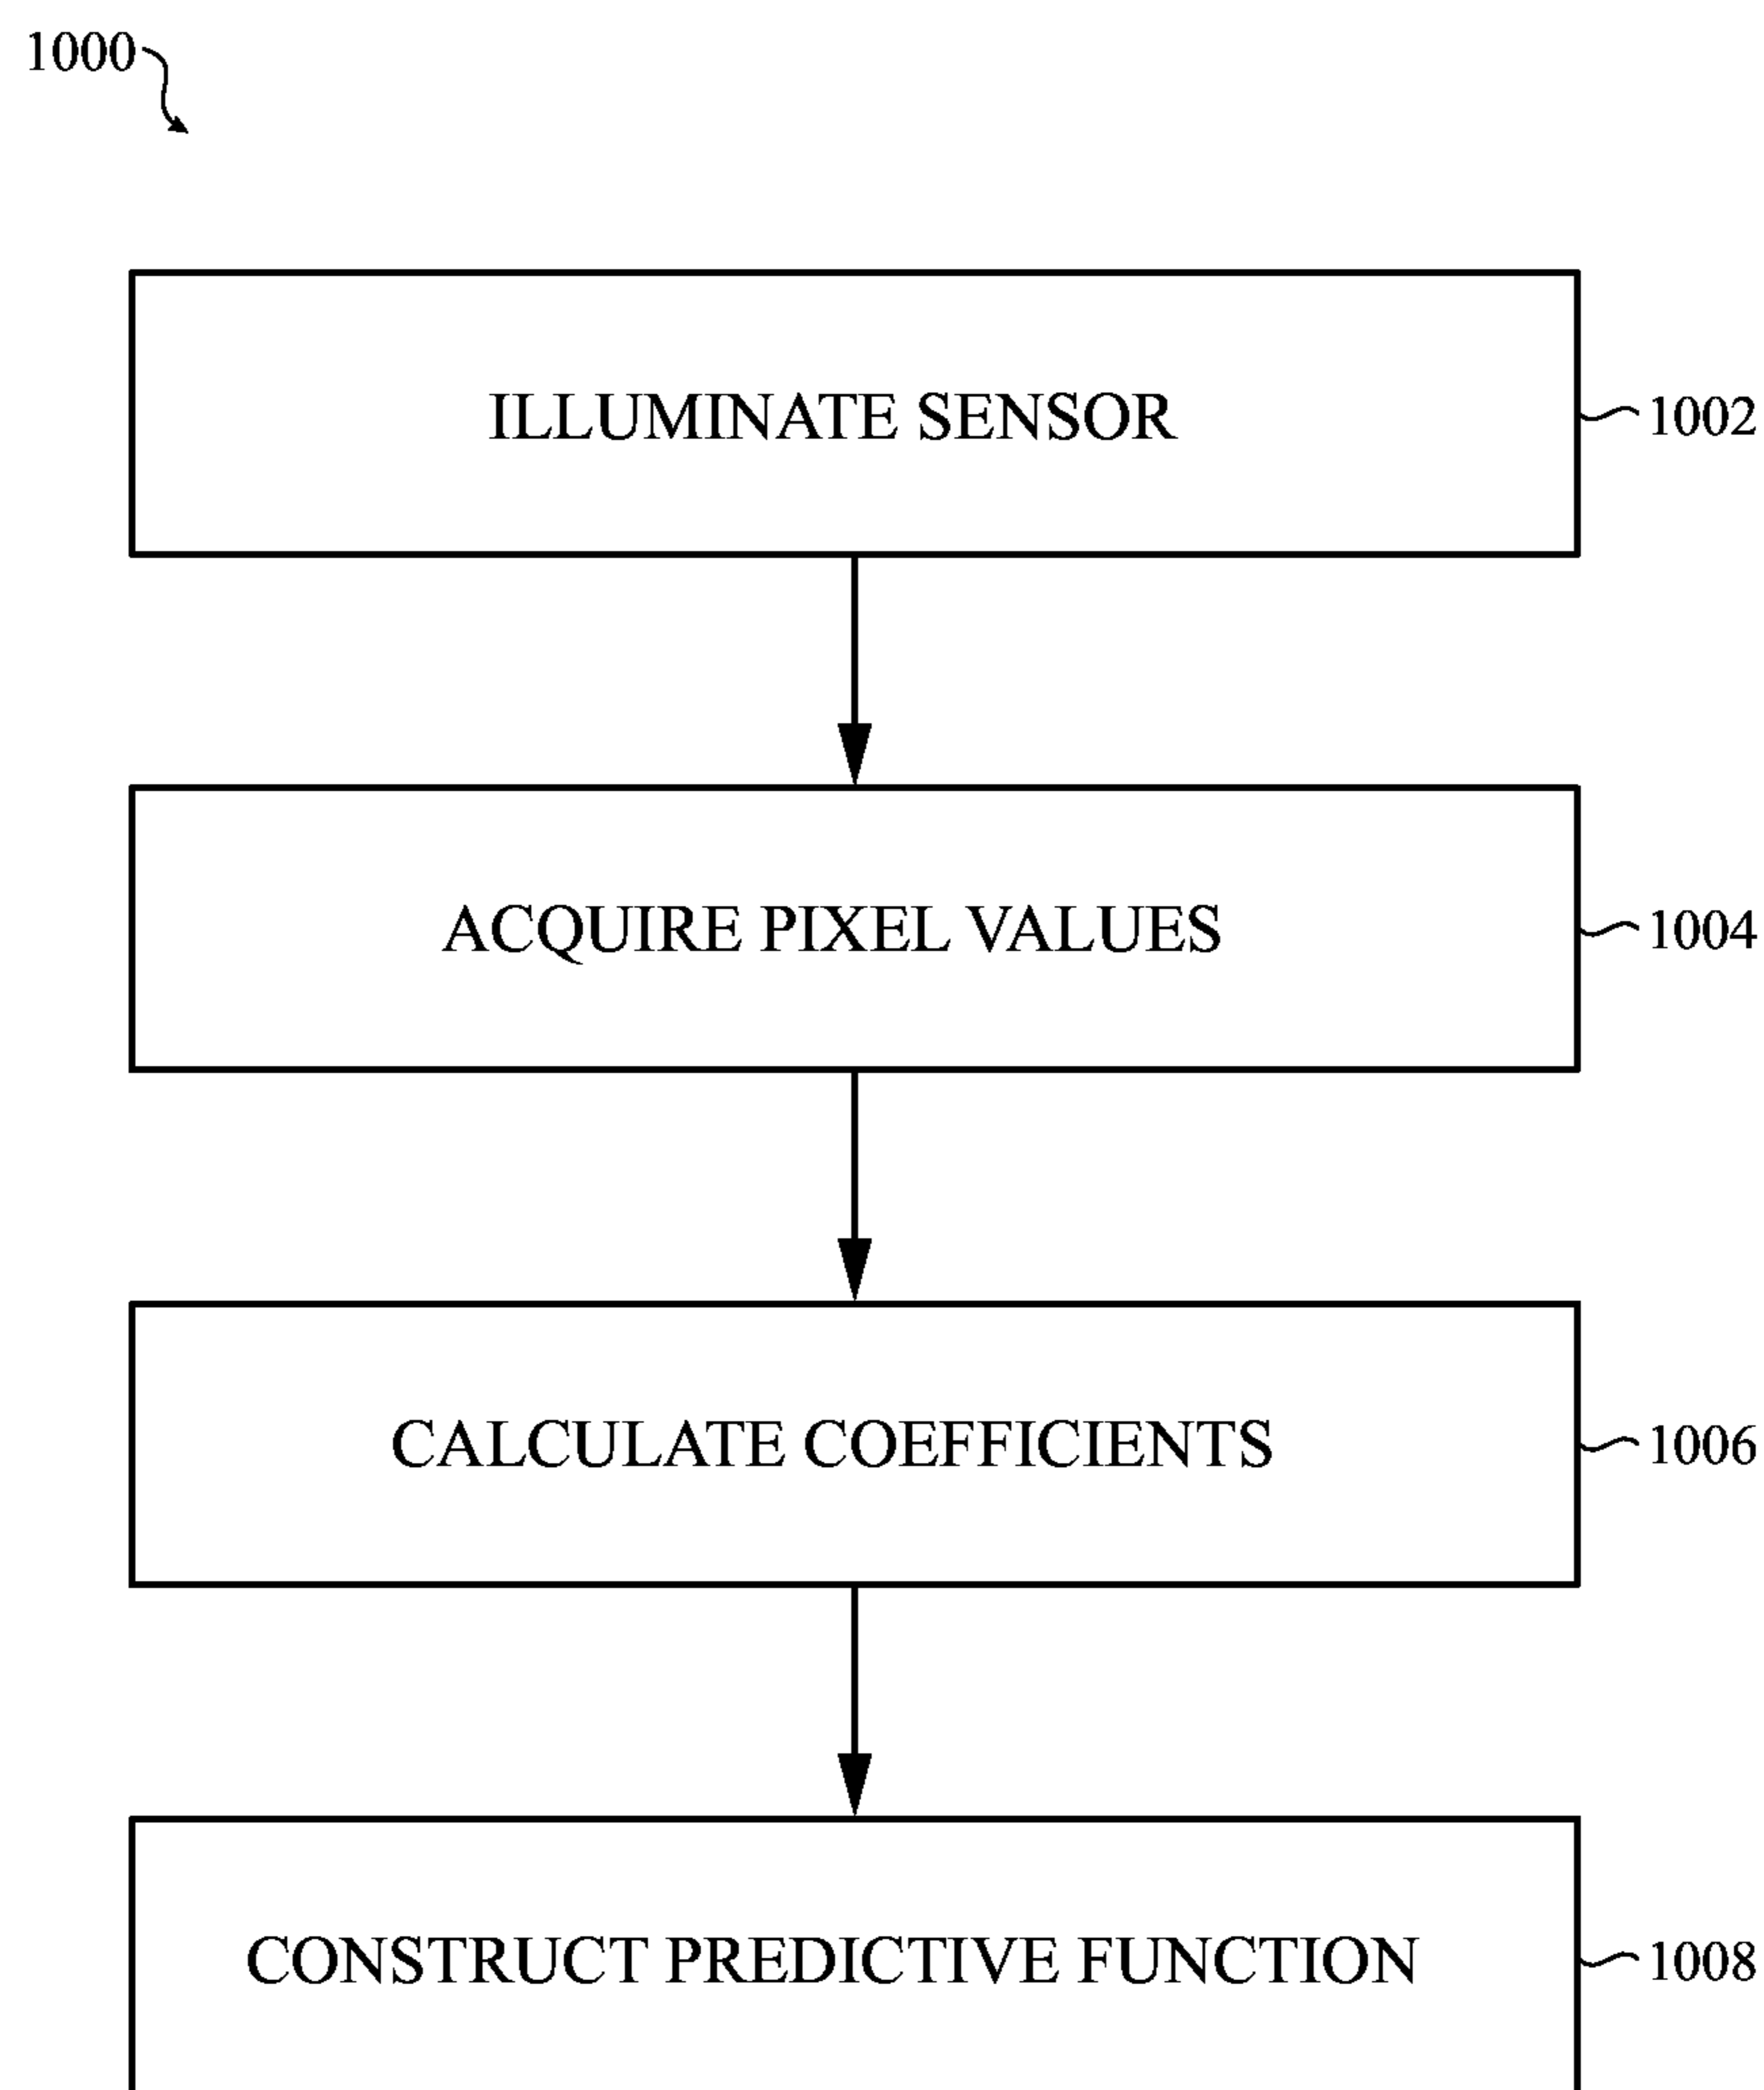 1000
ILLUMINATE SENSOR
1002
ACQUIRE PIXEL VALUES
1004
CALCULATE COEFFICIENTS
1006
CONSTRUCT PREDICTIVE FUNCTION
1008